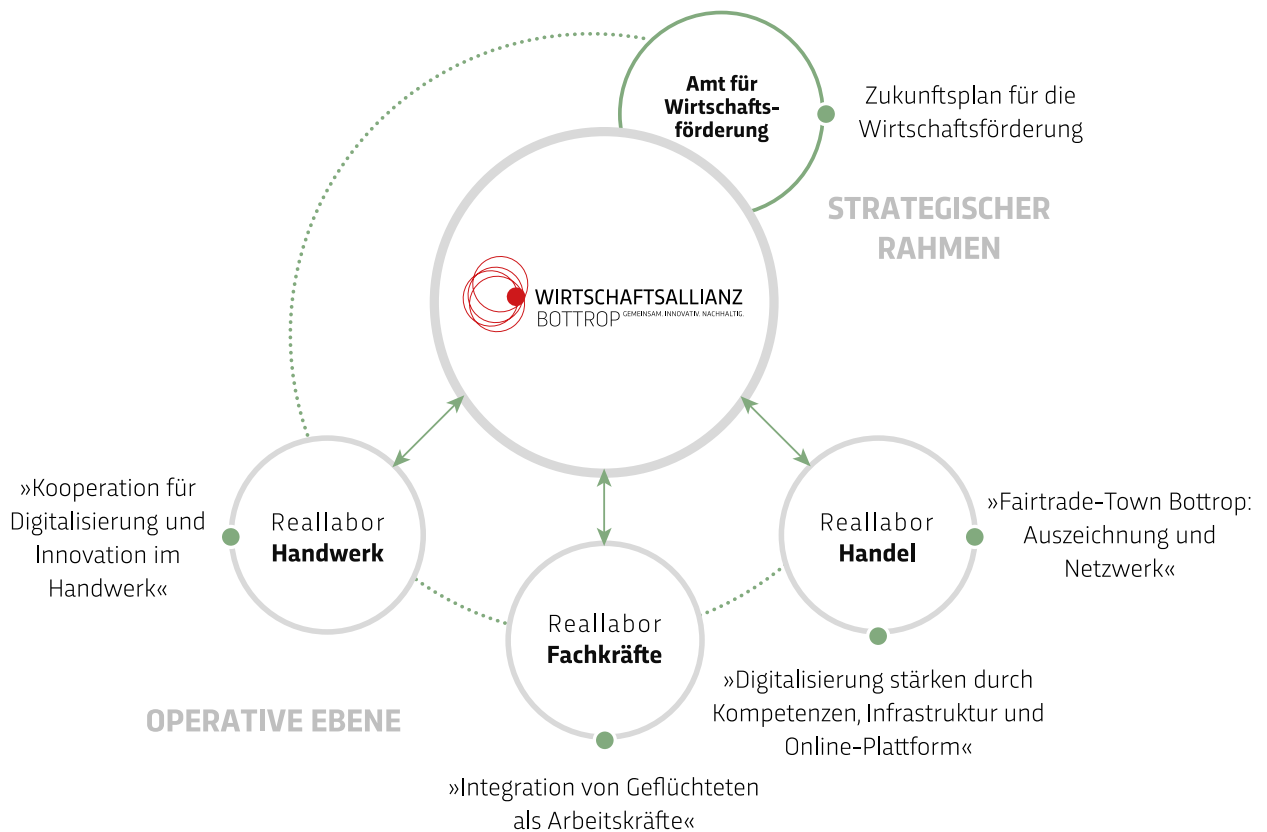 Amt für
Wirtschafts-
förderung
Zukunftsplan für die
Wirtschaftsförderung
STRATEGISCHER
RAHMEN
WIRTSCHAFTSALLIANZ
BOTTROP GEMEINSAM. INNOVATIV. NACHHALTIG.
»Kooperation für
Digitalisierung und
Innovation im
Handwerk«
Reallabor
Handwerk
Reallabor
Fachkräfte
Reallabor
Handel
»Fairtrade-Town Bottrop:
Auszeichnung und
Netzwerk«
»Digitalisierung stärken durch
Kompetenzen, Infrastruktur und
Online-Plattform«
OPERATIVE EBENE
»Integration von Geflüchteten
als Arbeitskräfte«